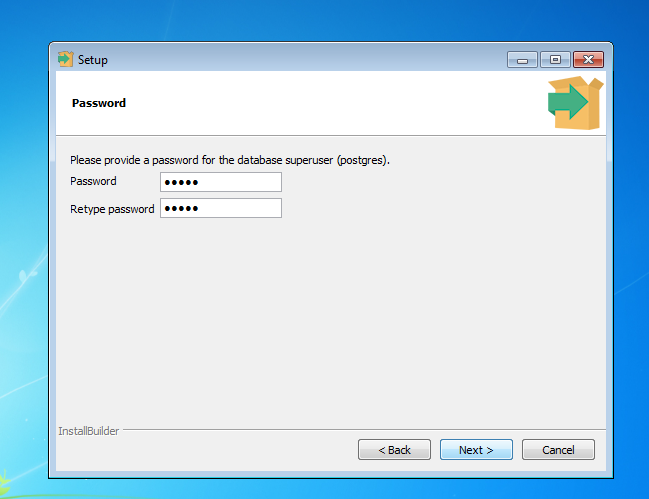 Setup
Password
Please provide a password for the database superuser (postgres).
Password •••••
Retype password •••••
InstallBuilder
< Back Next > Cancel